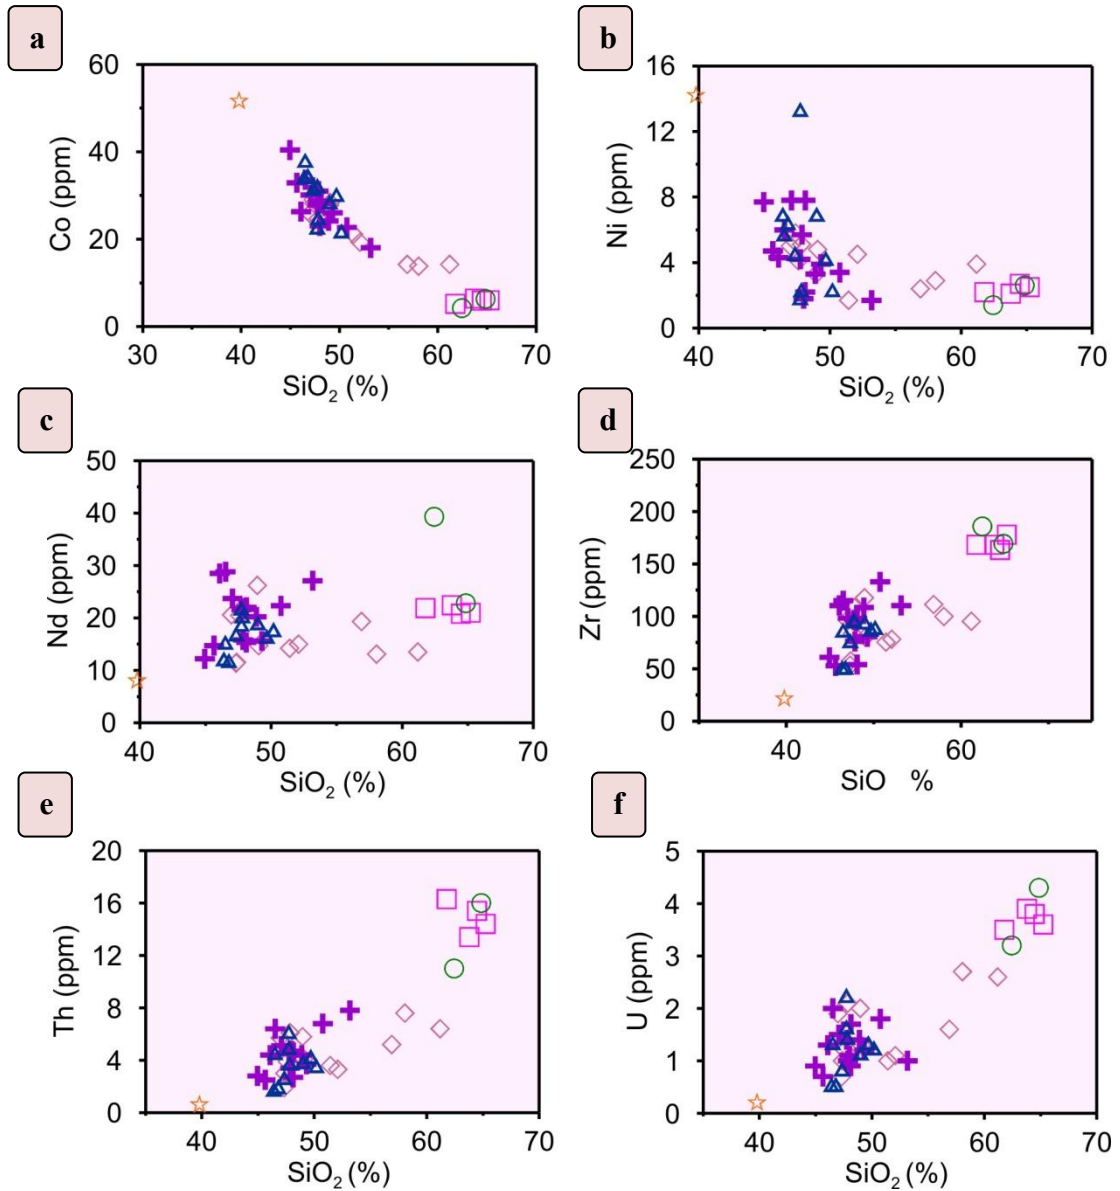 a
60
40
20
0
Co (ppm)
30 40 50 60 70
SiO₂ (%)
b
16
12
8
4
0
Ni (ppm)
40 50 60 70
SiO₂ (%)
c
50
40
30
20
10
0
Nd (ppm)
40 50 60 70
SiO₂ (%)
d
250
200
150
100
50
0
Zr (ppm)
40 60
SiO %
e
20
16
12
8
4
0
Th (ppm)
40 50 60 70
SiO₂ (%)
f
5
4
3
2
1
0
U (ppm)
40 50 60 70
SiO₂ (%)